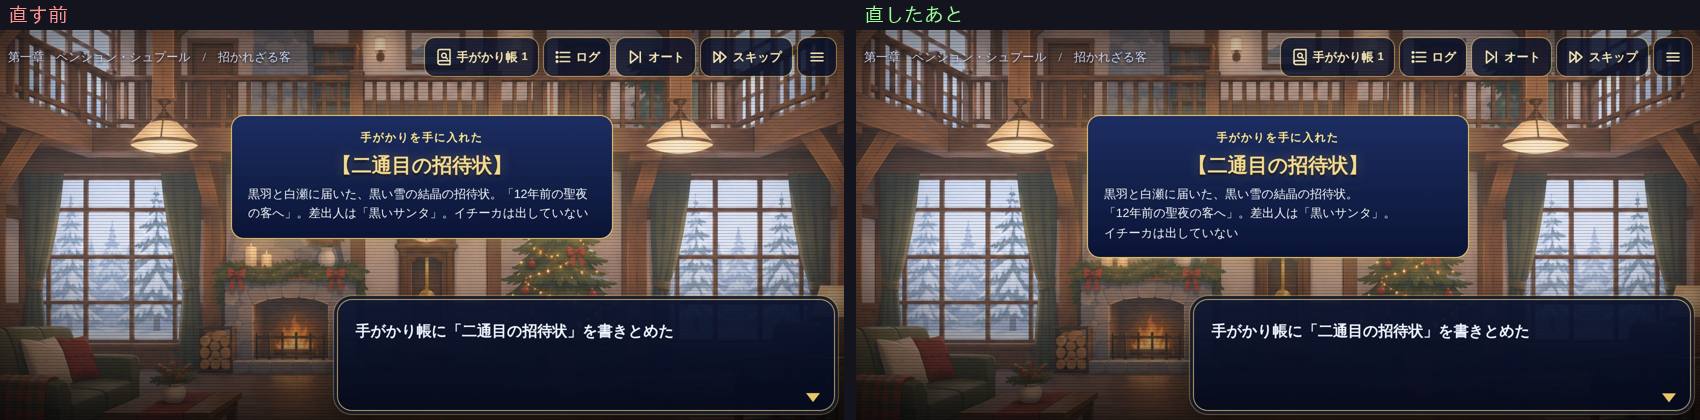 直す前
第一章　ペンション・シュプール　/　招かれざる客
手がかり帳 1
ログ
オート
スキップ
手がかりを手に入れた
【二通目の招待状】
黒羽と白瀬に届いた、黒い雪の結晶の招待状。「12年前の聖夜
の客へ」。差出人は「黒いサンタ」。イチーカは出していない
手がかり帳に「二通目の招待状」を書きとめた
直したあと
第一章　ペンション・シュプール　/　招かれざる客
手がかり帳 1
ログ
オート
スキップ
手がかりを手に入れた
【二通目の招待状】
黒羽と白瀬に届いた、黒い雪の結晶の招待状。
「12年前の聖夜の客へ」。差出人は「黒いサンタ」。
イチーカは出していない
手がかり帳に「二通目の招待状」を書きとめた